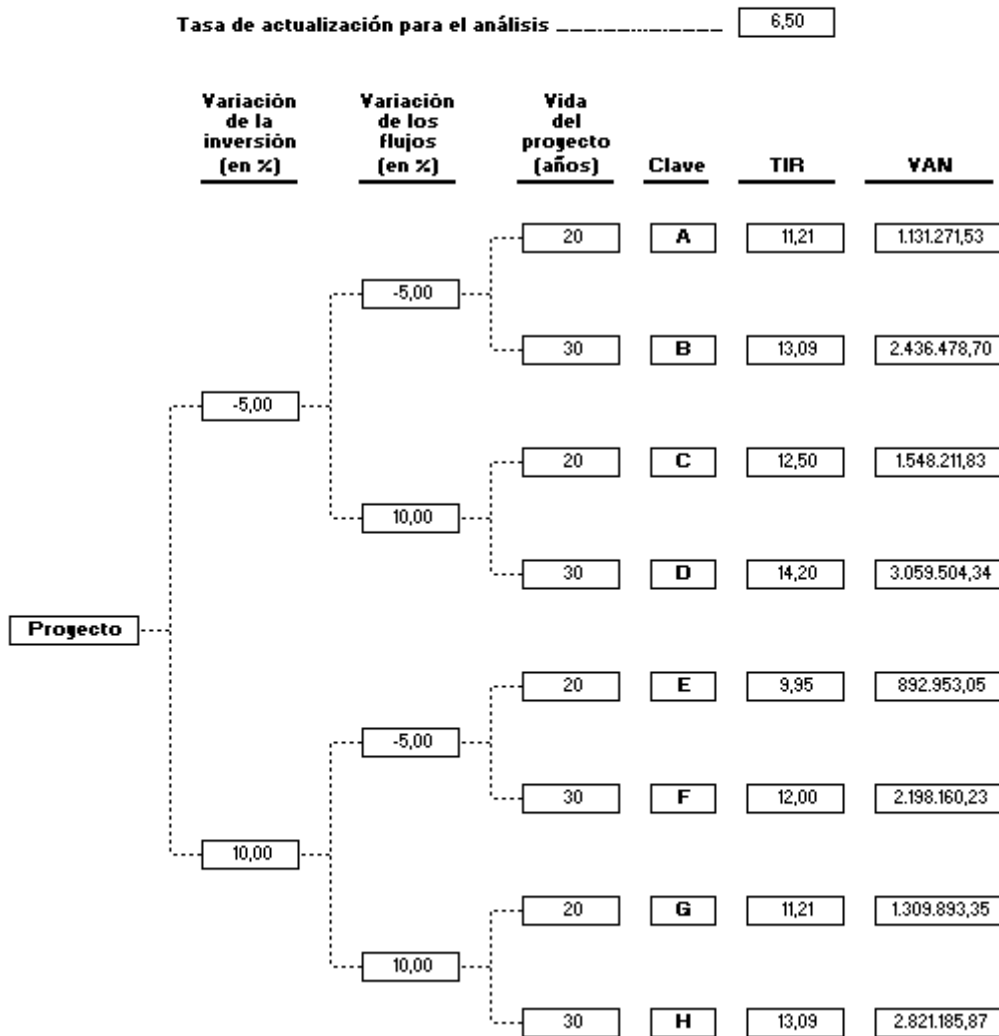 Tasa de actualización para el análisis 6,50
Variación de la inversión (en %)
Variación de los flujos (en %)
Vida del proyecto (años)
Clave
TIR
VAN
20 A 11,21 1.131.271,53
-5,00
30 B 13,09 2.436.478,70
-5,00
20 C 12,50 1.548.211,83
10,00
30 D 14,20 3.059.504,34
Proyecto
20 E 9,95 892.953,05
-5,00
30 F 12,00 2.198.160,23
10,00
20 G 11,21 1.309.893,35
10,00
30 H 13,09 2.821.185,87